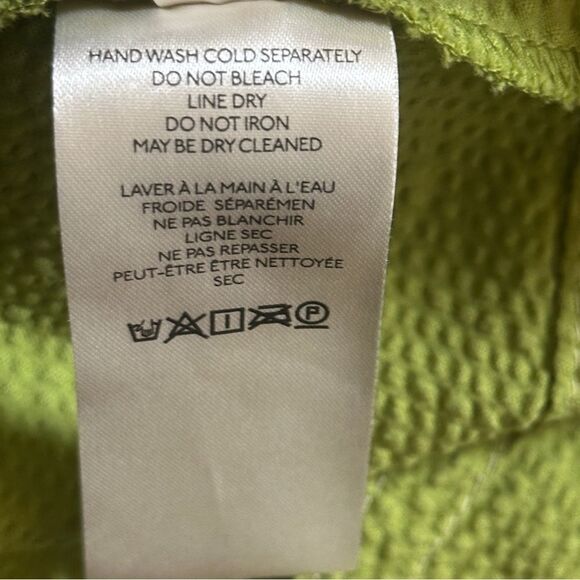 HAND WASH COLD SEPARATELY
DO NOT BLEACH
LINE DRY
DO NOT IRON
MAY BE DRY CLEANED
LAVER À LA MAIN À L'EAU
FROIDE SÉPARÉMEN
NE PAS BLANCHIR
LIGNE SEC
NE PAS REPASSER
PEUT-ÊTRE ÊTRE NETTOYÉE
SEC
P